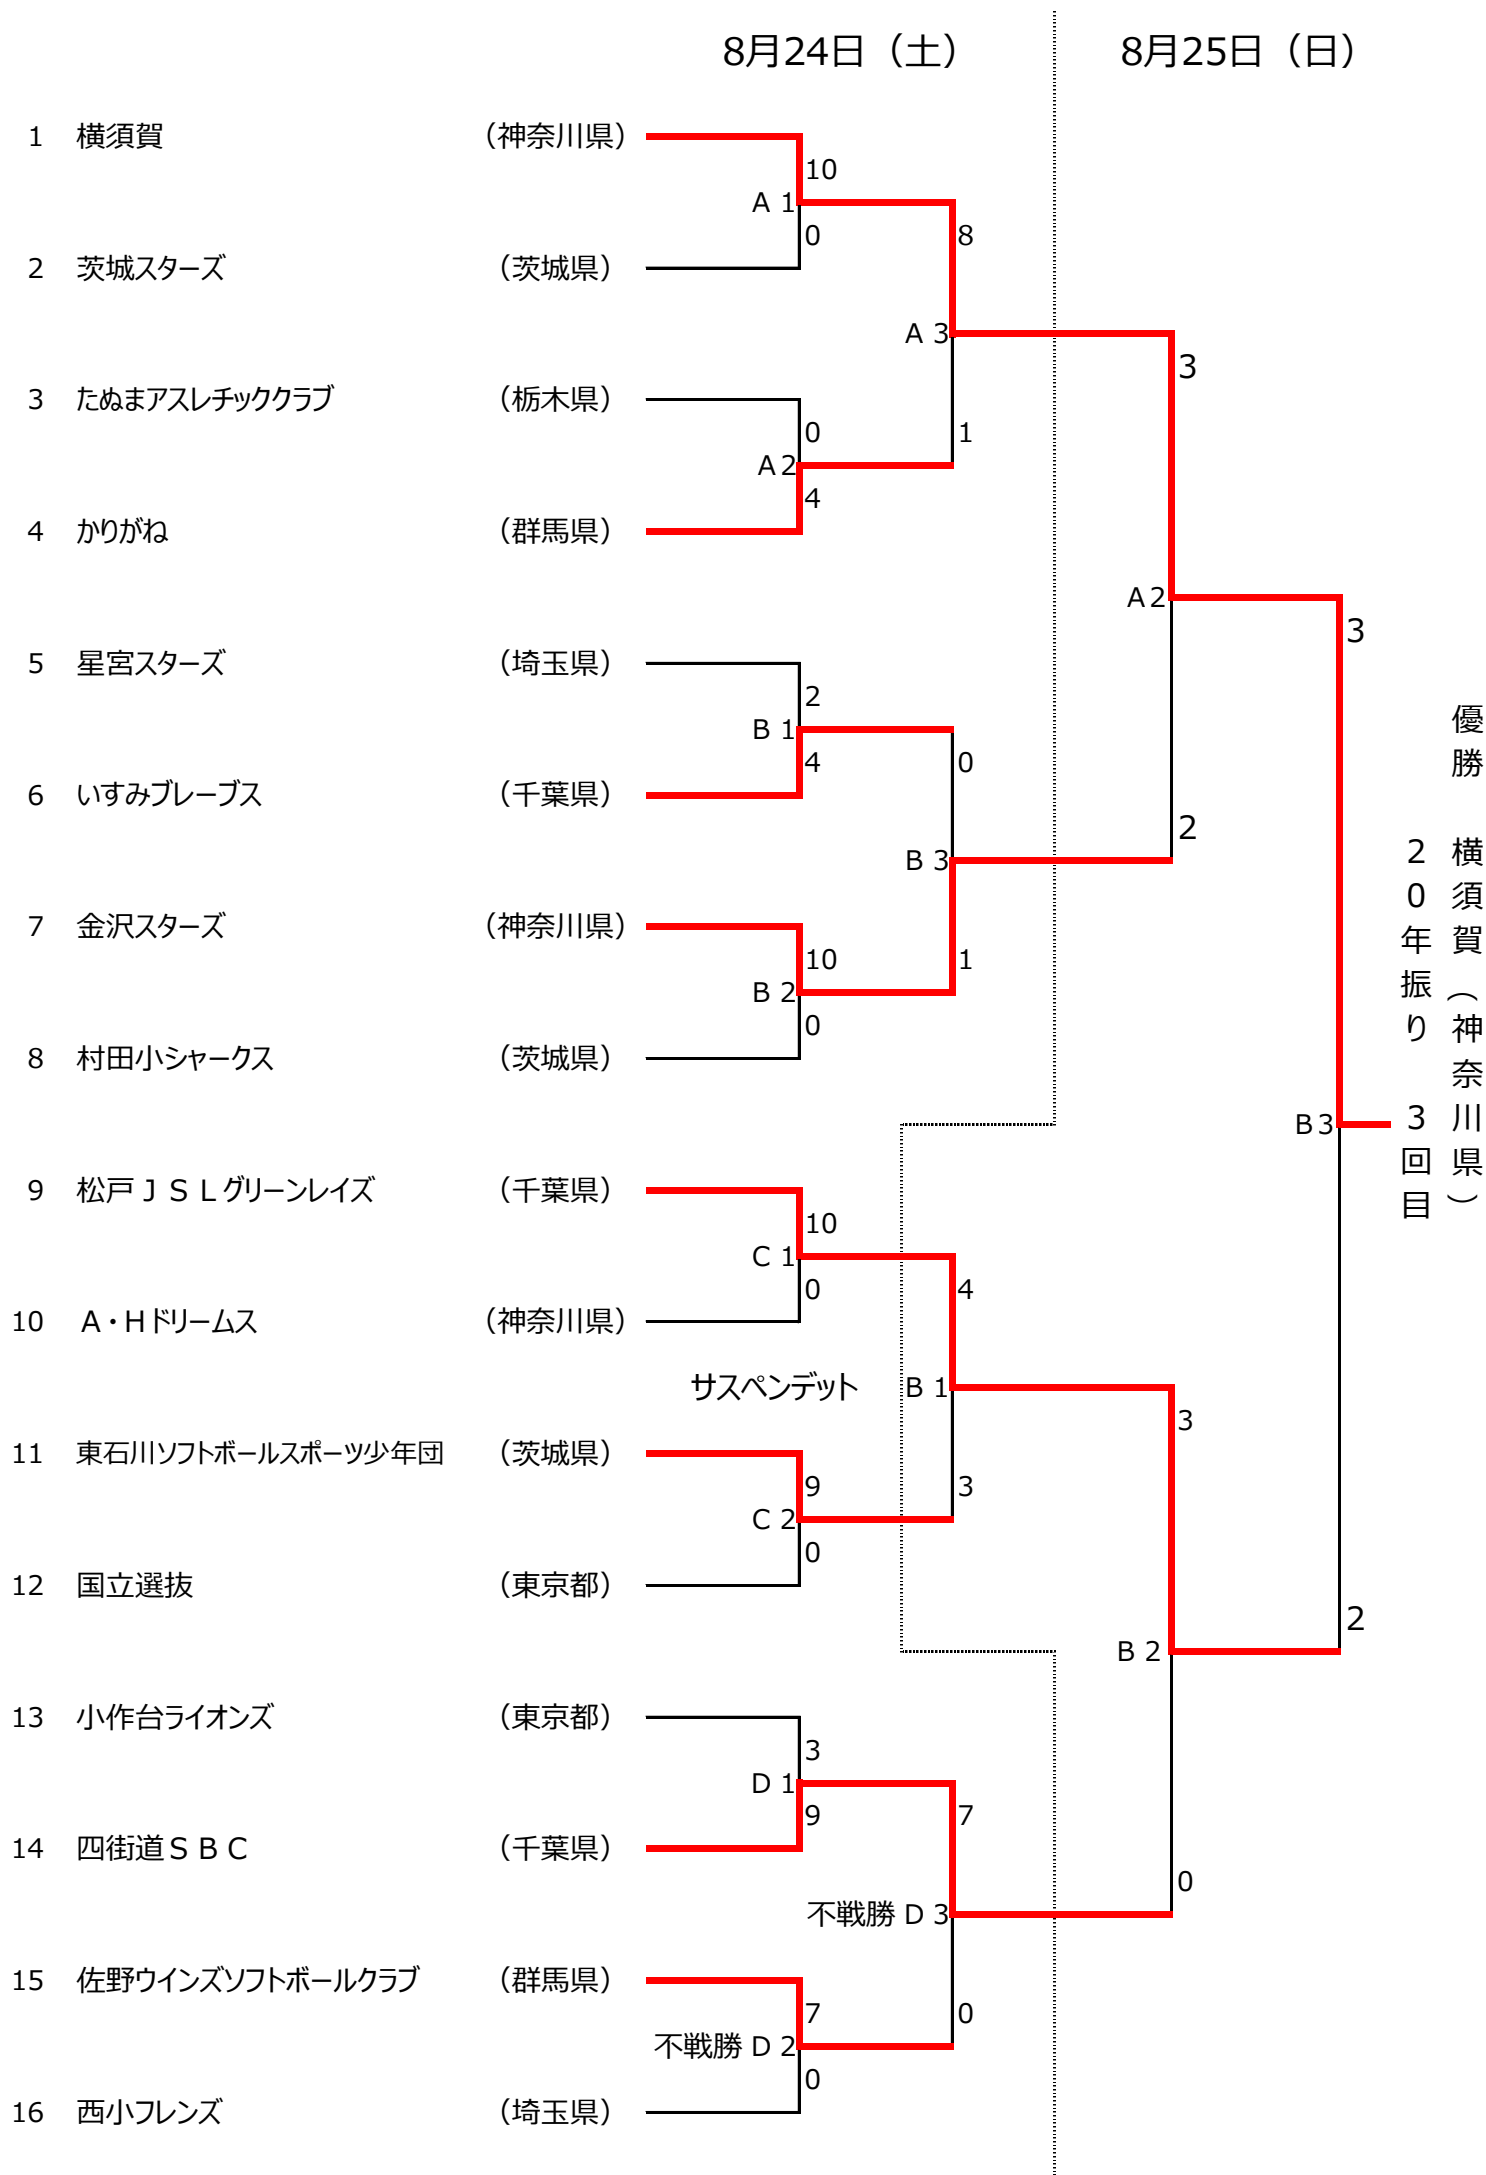 8月24日（土）
8月25日（日）
1 横須賀 （神奈川県）
10
A 1
0
8
2 茨城スターズ （茨城県）
A 3
3
3 たぬまアスレチッククラブ （栃木県）
0
1
A 2
4
4 かりがね （群馬県）
A 2
3
5 星宮スターズ （埼玉県）
2
B 1
4
0
6 いすみブレーブス （千葉県）
2
B 3
7 金沢スターズ （神奈川県）
10
1
B 2
0
8 村田小シャークス （茨城県）
優勝　横須賀（神奈川県）
20年振り　3回目
B 3
9 松戸ＪＳＬグリーンレイズ （千葉県）
10
C 1
0
4
10 A・Hドリームス （神奈川県）
サスペンデット B 1
3
11 東石川ソフトボールスポーツ少年団 （茨城県）
9
3
C 2
0
12 国立選抜 （東京都）
2
B 2
13 小作台ライオンズ （東京都）
3
D 1
9
7
14 四街道ＳＢＣ （千葉県）
0
不戦勝 D 3
15 佐野ウインズソフトボールクラブ （群馬県）
7
0
不戦勝 D 2
0
16 西小フレンズ （埼玉県）